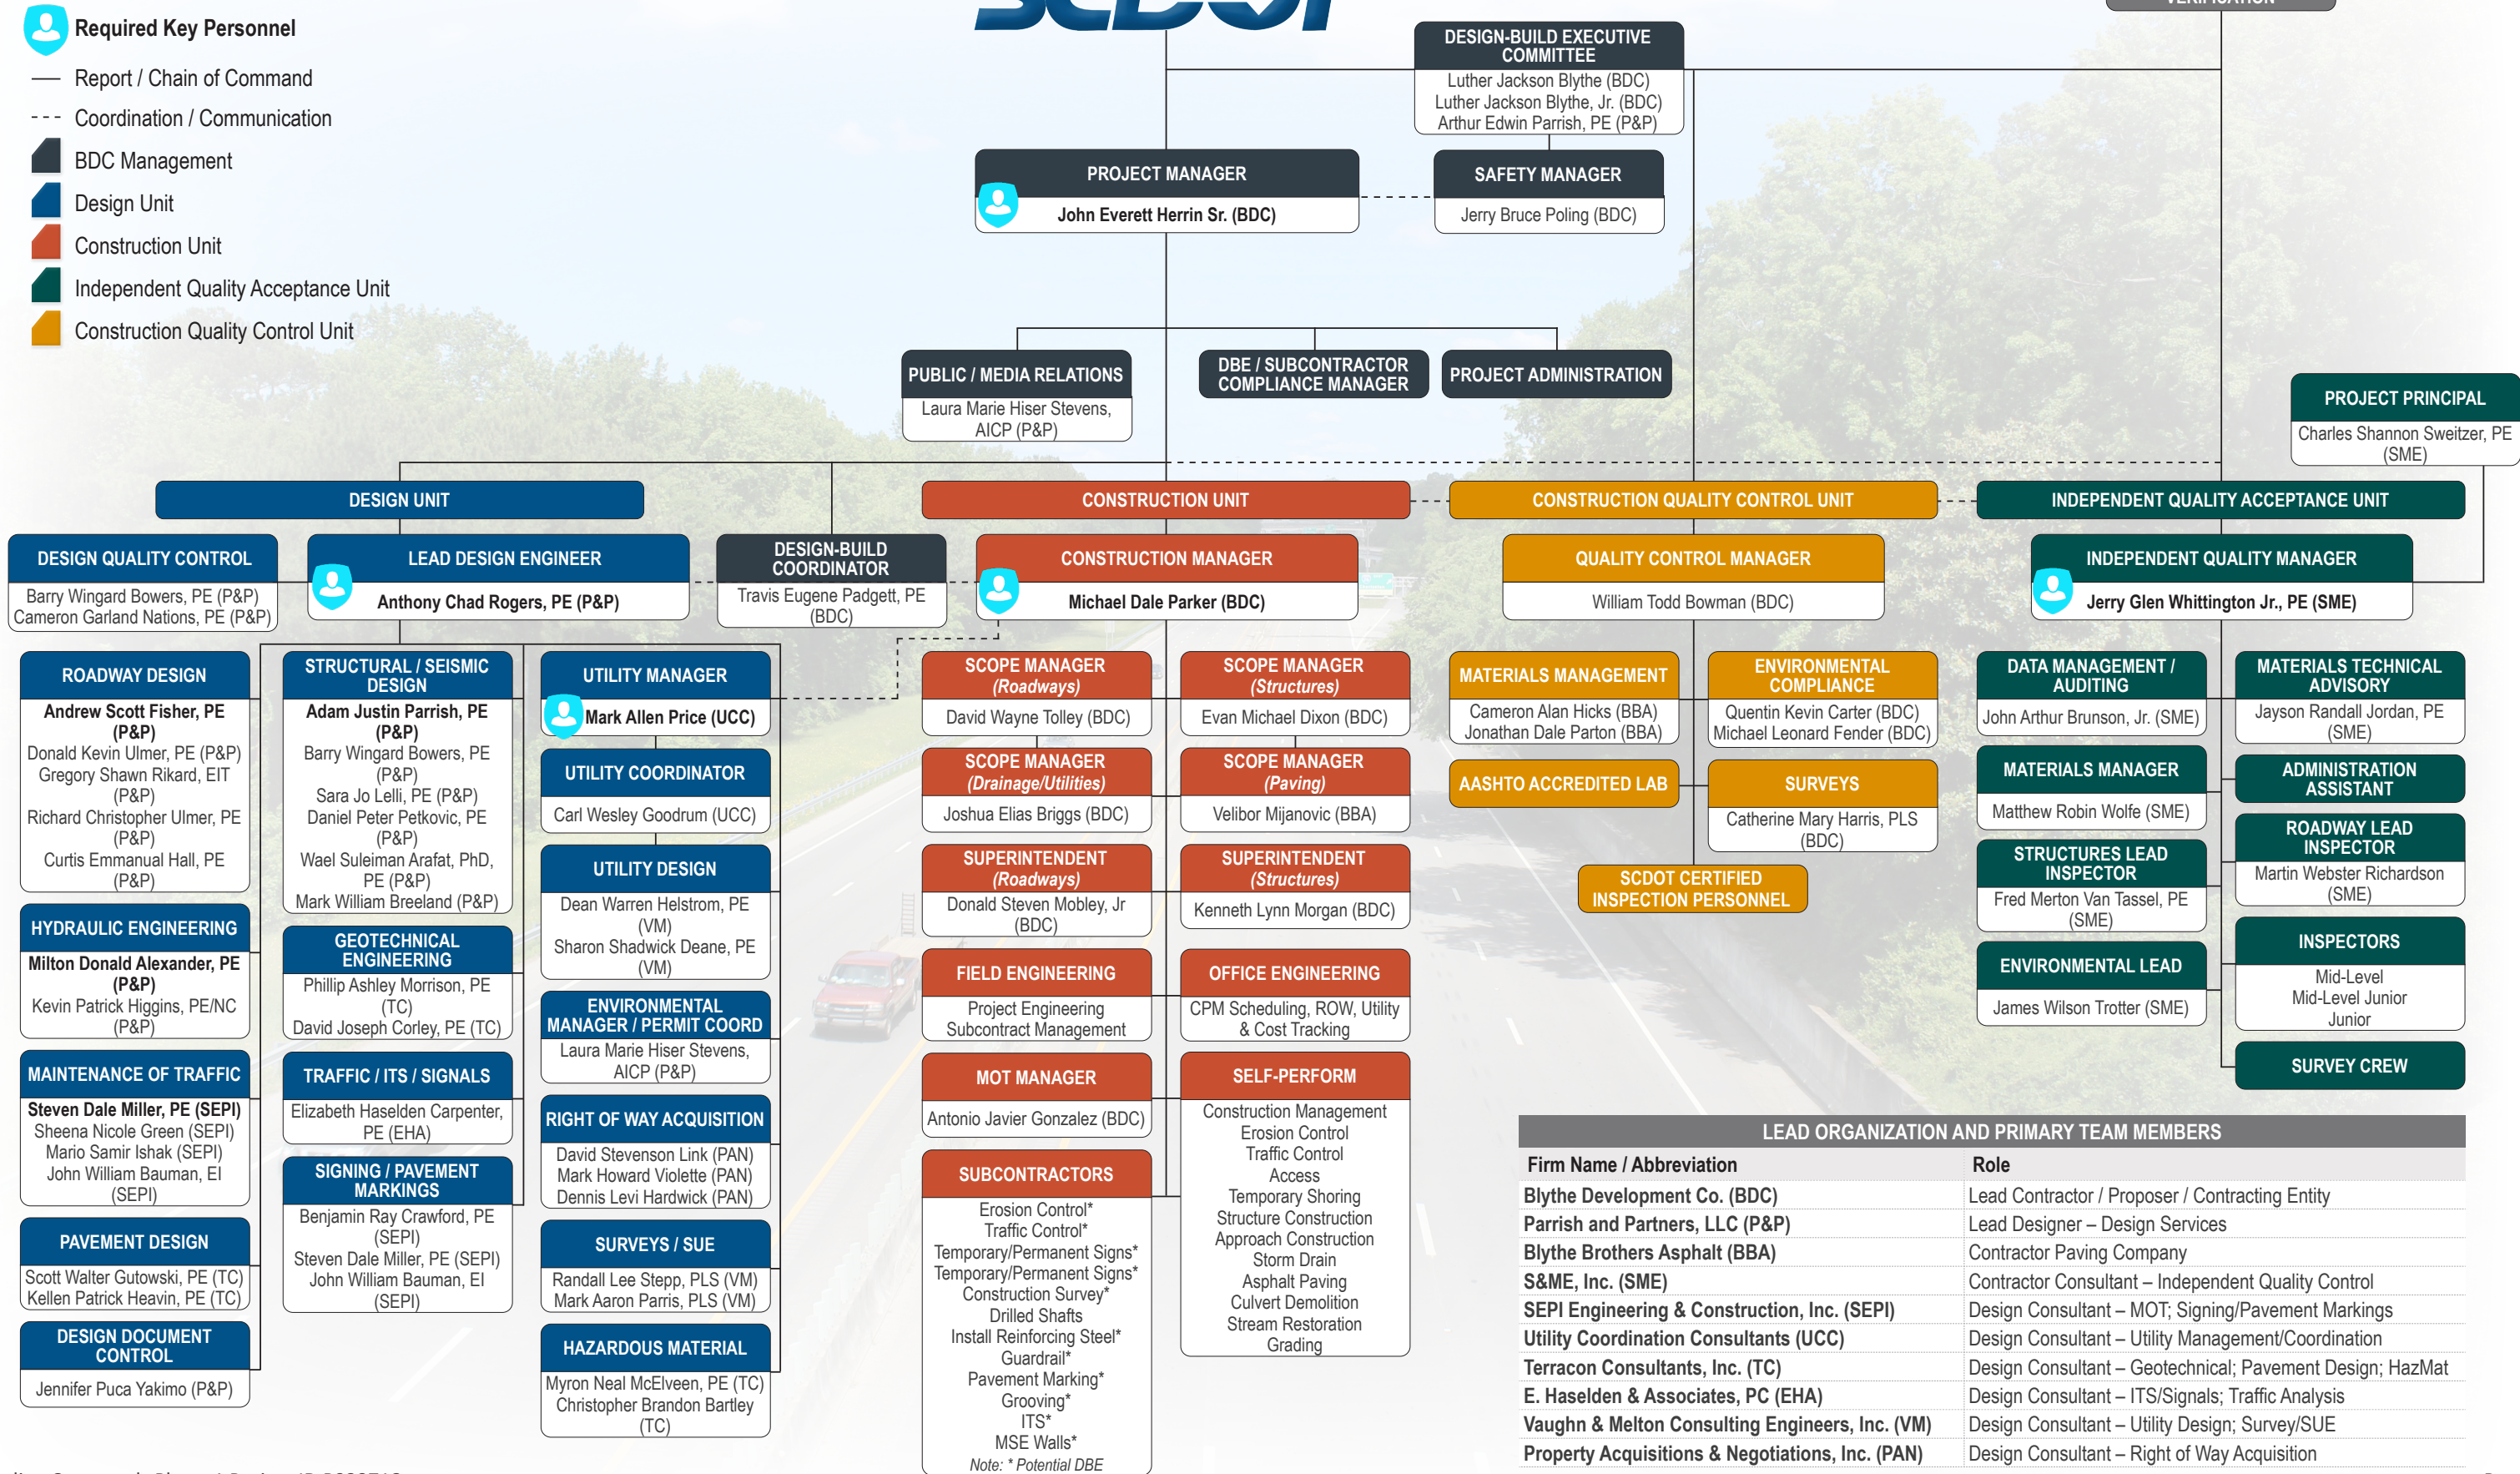 SCDOT
VERIFICATION
Required Key Personnel
Report / Chain of Command
Coordination / Communication
BDC Management
Design Unit
Construction Unit
Independent Quality Acceptance Unit
Construction Quality Control Unit
DESIGN-BUILD EXECUTIVE
COMMITTEE
Luther Jackson Blythe (BDC)
Luther Jackson Blythe, Jr. (BDC)
Arthur Edwin Parrish, PE (P&P)
PROJECT MANAGER
John Everett Herrin Sr. (BDC)
SAFETY MANAGER
Jerry Bruce Poling (BDC)
PUBLIC / MEDIA RELATIONS
Laura Marie Hiser Stevens,
AICP (P&P)
DBE / SUBCONTRACTOR
COMPLIANCE MANAGER
PROJECT ADMINISTRATION
PROJECT PRINCIPAL
Charles Shannon Sweitzer, PE
(SME)
DESIGN UNIT
CONSTRUCTION UNIT
CONSTRUCTION QUALITY CONTROL UNIT
INDEPENDENT QUALITY ACCEPTANCE UNIT
DESIGN QUALITY CONTROL
Barry Wingard Bowers, PE (P&P)
Cameron Garland Nations, PE (P&P)
LEAD DESIGN ENGINEER
Anthony Chad Rogers, PE (P&P)
DESIGN-BUILD
COORDINATOR
Travis Eugene Padgett, PE
(BDC)
CONSTRUCTION MANAGER
Michael Dale Parker (BDC)
QUALITY CONTROL MANAGER
William Todd Bowman (BDC)
INDEPENDENT QUALITY MANAGER
Jerry Glen Whittington Jr., PE (SME)
ROADWAY DESIGN
Andrew Scott Fisher, PE
(P&P)
Donald Kevin Ulmer, PE (P&P)
Gregory Shawn Rikard, EIT
(P&P)
Richard Christopher Ulmer, PE
(P&P)
Curtis Emmanual Hall, PE
(P&P)
HYDRAULIC ENGINEERING
Milton Donald Alexander, PE
(P&P)
Kevin Patrick Higgins, PE/NC
(P&P)
MAINTENANCE OF TRAFFIC
Steven Dale Miller, PE (SEPI)
Sheena Nicole Green (SEPI)
Mario Samir Ishak (SEPI)
John William Bauman, EI
(SEPI)
PAVEMENT DESIGN
Scott Walter Gutowski, PE (TC)
Kellen Patrick Heavin, PE (TC)
DESIGN DOCUMENT
CONTROL
Jennifer Puca Yakimo (P&P)
STRUCTURAL / SEISMIC
DESIGN
Adam Justin Parrish, PE
(P&P)
Barry Wingard Bowers, PE
(P&P)
Sara Jo Lelli, PE (P&P)
Daniel Peter Petkovic, PE
(P&P)
Wael Suleiman Arafat, PhD,
PE (P&P)
Mark William Breeland (P&P)
GEOTECHNICAL
ENGINEERING
Phillip Ashley Morrison, PE
(TC)
David Joseph Corley, PE (TC)
TRAFFIC / ITS / SIGNALS
Elizabeth Haselden Carpenter,
PE (EHA)
SIGNING / PAVEMENT
MARKINGS
Benjamin Ray Crawford, PE
(SEPI)
Steven Dale Miller, PE (SEPI)
John William Bauman, EI
(SEPI)
UTILITY MANAGER
Mark Allen Price (UCC)
UTILITY COORDINATOR
Carl Wesley Goodrum (UCC)
UTILITY DESIGN
Dean Warren Helstrom, PE
(VM)
Sharon Shadwick Deane, PE
(VM)
ENVIRONMENTAL
MANAGER / PERMIT COORD
Laura Marie Hiser Stevens,
AICP (P&P)
RIGHT OF WAY ACQUISITION
David Stevenson Link (PAN)
Mark Howard Violette (PAN)
Dennis Levi Hardwick (PAN)
SURVEYS / SUE
Randall Lee Stepp, PLS (VM)
Mark Aaron Parris, PLS (VM)
HAZARDOUS MATERIAL
Myron Neal McElveen, PE (TC)
Christopher Brandon Bartley
(TC)
SCOPE MANAGER
(Roadways)
David Wayne Tolley (BDC)
SCOPE MANAGER
(Drainage/Utilities)
Joshua Elias Briggs (BDC)
SUPERINTENDENT
(Roadways)
Donald Steven Mobley, Jr
(BDC)
FIELD ENGINEERING
Project Engineering
Subcontract Management
MOT MANAGER
Antonio Javier Gonzalez (BDC)
SUBCONTRACTORS
Erosion Control*
Traffic Control*
Temporary/Permanent Signs*
Temporary/Permanent Signs*
Construction Survey*
Drilled Shafts
Install Reinforcing Steel*
Guardrail*
Pavement Marking*
Grooving*
ITS*
MSE Walls*
Note: * Potential DBE
SCOPE MANAGER
(Structures)
Evan Michael Dixon (BDC)
SCOPE MANAGER
(Paving)
Velibor Mijanovic (BBA)
SUPERINTENDENT
(Structures)
Kenneth Lynn Morgan (BDC)
OFFICE ENGINEERING
CPM Scheduling, ROW, Utility
& Cost Tracking
SELF-PERFORM
Construction Management
Erosion Control
Traffic Control
Access
Temporary Shoring
Structure Construction
Approach Construction
Storm Drain
Asphalt Paving
Culvert Demolition
Stream Restoration
Grading
MATERIALS MANAGEMENT
Cameron Alan Hicks (BBA)
Jonathan Dale Parton (BBA)
AASHTO ACCREDITED LAB
ENVIRONMENTAL
COMPLIANCE
Quentin Kevin Carter (BDC)
Michael Leonard Fender (BDC)
SURVEYS
Catherine Mary Harris, PLS
(BDC)
SCDOT CERTIFIED
INSPECTION PERSONNEL
DATA MANAGEMENT /
AUDITING
John Arthur Brunson, Jr. (SME)
MATERIALS MANAGER
Matthew Robin Wolfe (SME)
STRUCTURES LEAD
INSPECTOR
Fred Merton Van Tassel, PE
(SME)
ENVIRONMENTAL LEAD
James Wilson Trotter (SME)
MATERIALS TECHNICAL
ADVISORY
Jayson Randall Jordan, PE
(SME)
ADMINISTRATION
ASSISTANT
ROADWAY LEAD
INSPECTOR
Martin Webster Richardson
(SME)
INSPECTORS
Mid-Level
Mid-Level Junior
Junior
SURVEY CREW
LEAD ORGANIZATION AND PRIMARY TEAM MEMBERS
Firm Name / Abbreviation Role
Blythe Development Co. (BDC) Lead Contractor / Proposer / Contracting Entity
Parrish and Partners, LLC (P&P) Lead Designer – Design Services
Blythe Brothers Asphalt (BBA) Contractor Paving Company
S&ME, Inc. (SME) Contractor Consultant – Independent Quality Control
SEPI Engineering & Construction, Inc. (SEPI) Design Consultant – MOT; Signing/Pavement Markings
Utility Coordination Consultants (UCC) Design Consultant – Utility Management/Coordination
Terracon Consultants, Inc. (TC) Design Consultant – Geotechnical; Pavement Design; HazMat
E. Haselden & Associates, PC (EHA) Design Consultant – ITS/Signals; Traffic Analysis
Vaughn & Melton Consulting Engineers, Inc. (VM) Design Consultant – Utility Design; Survey/SUE
Property Acquisitions & Negotiations, Inc. (PAN) Design Consultant – Right of Way Acquisition